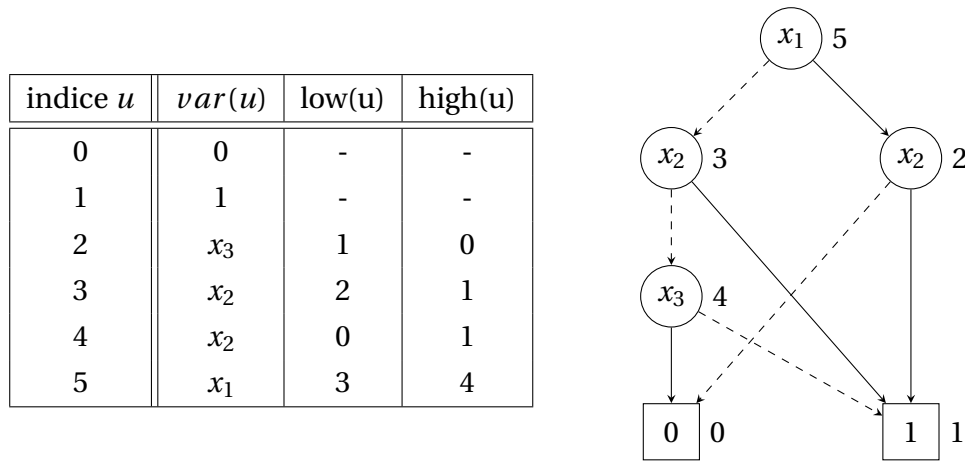 indice u var(u) low(u) high(u)
0 0 - -
1 1 - -
2 x₃ 1 0
3 x₂ 2 1
4 x₂ 0 1
5 x₁ 3 4
x₁ 5
x₂ 3 x₂ 2
x₃ 4
0 0 1 1